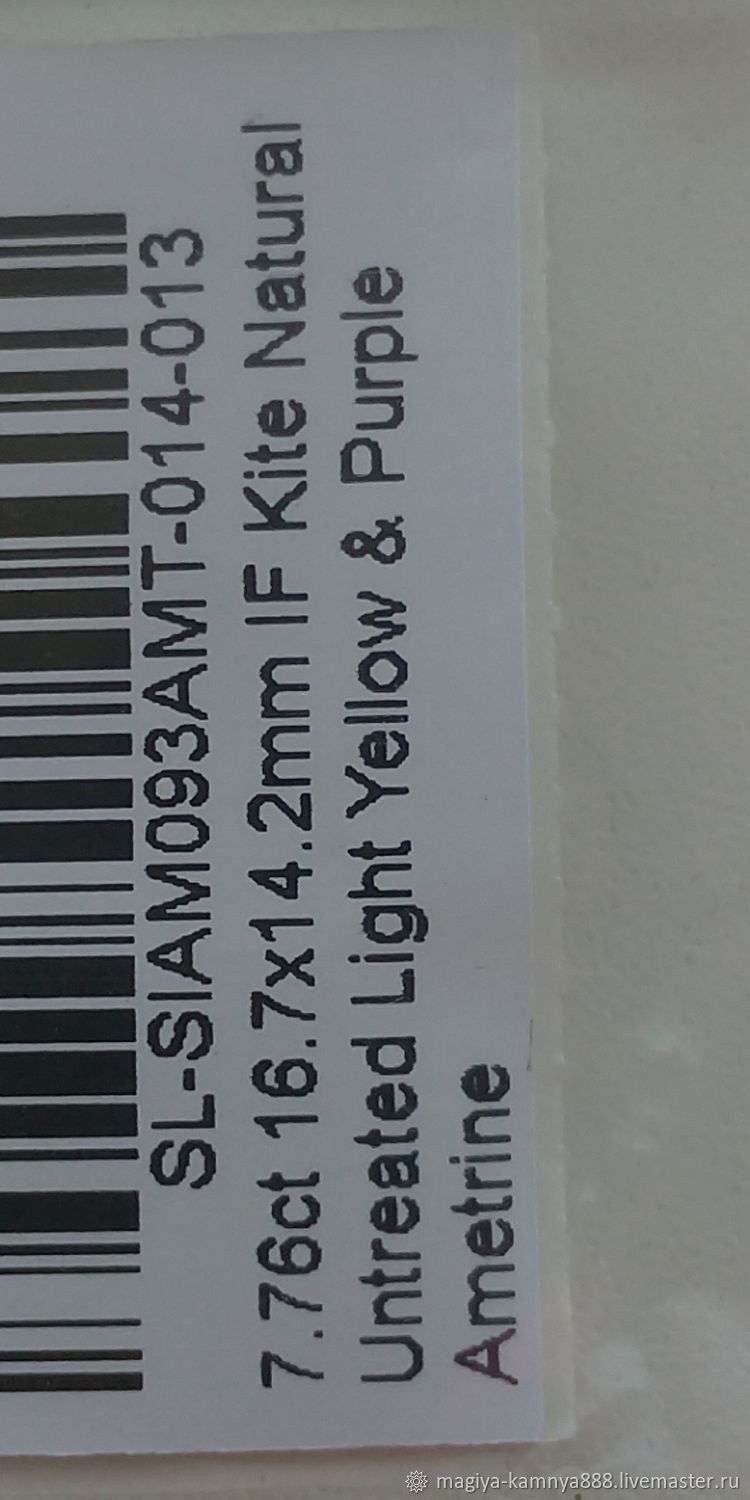 SL-SIAM093AMT-014-013
7.76ct 16.7x14.2mm IF Kite Natural
Untreated Light Yellow & Purple
Ametrine
magiya-kamnya888.livemaster.ru